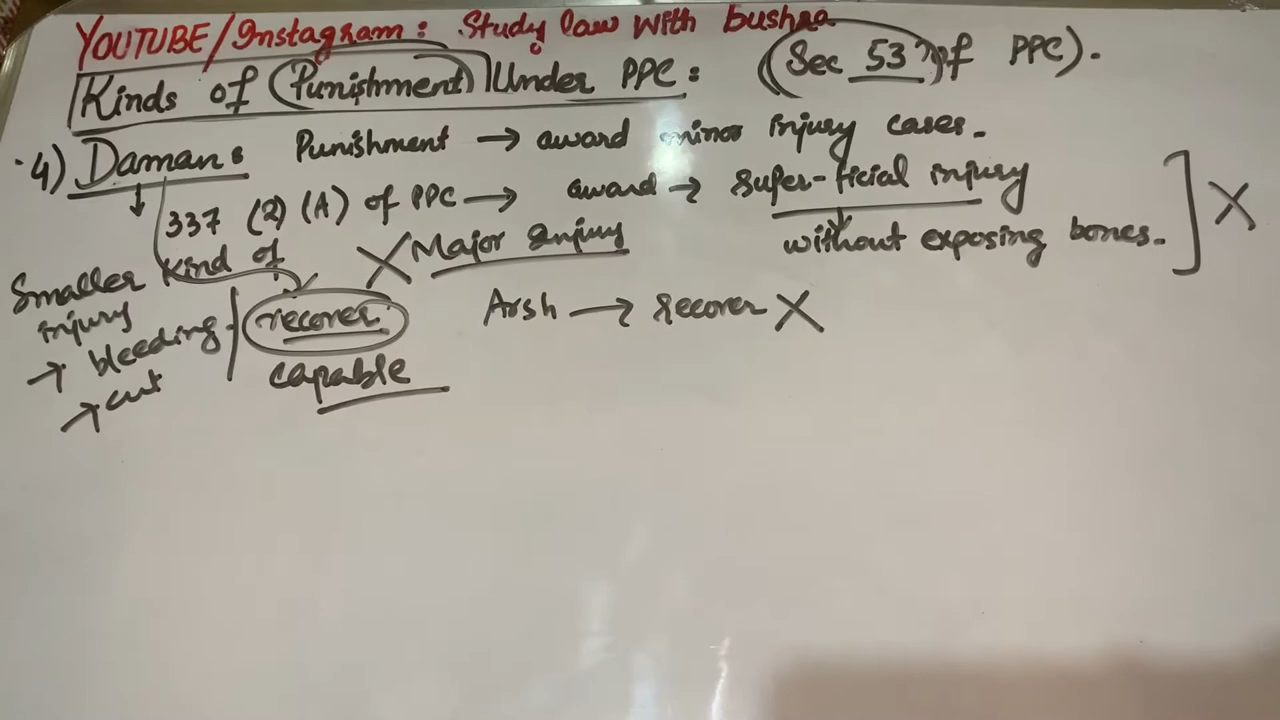 YOUTUBE/Instagram: Study law with bushra
Kinds of Punishment Under PPC: (Sec 53 of PPC).
4) Daman: Punishment → award minor injury cases.
337 (2) (A) of PPC → award → super-ficial injury
without exposing bones. ] X
Smaller kind of
injury
→ bleeding
→ cut
recover
capable
X Major Injury
Arsh → recover X